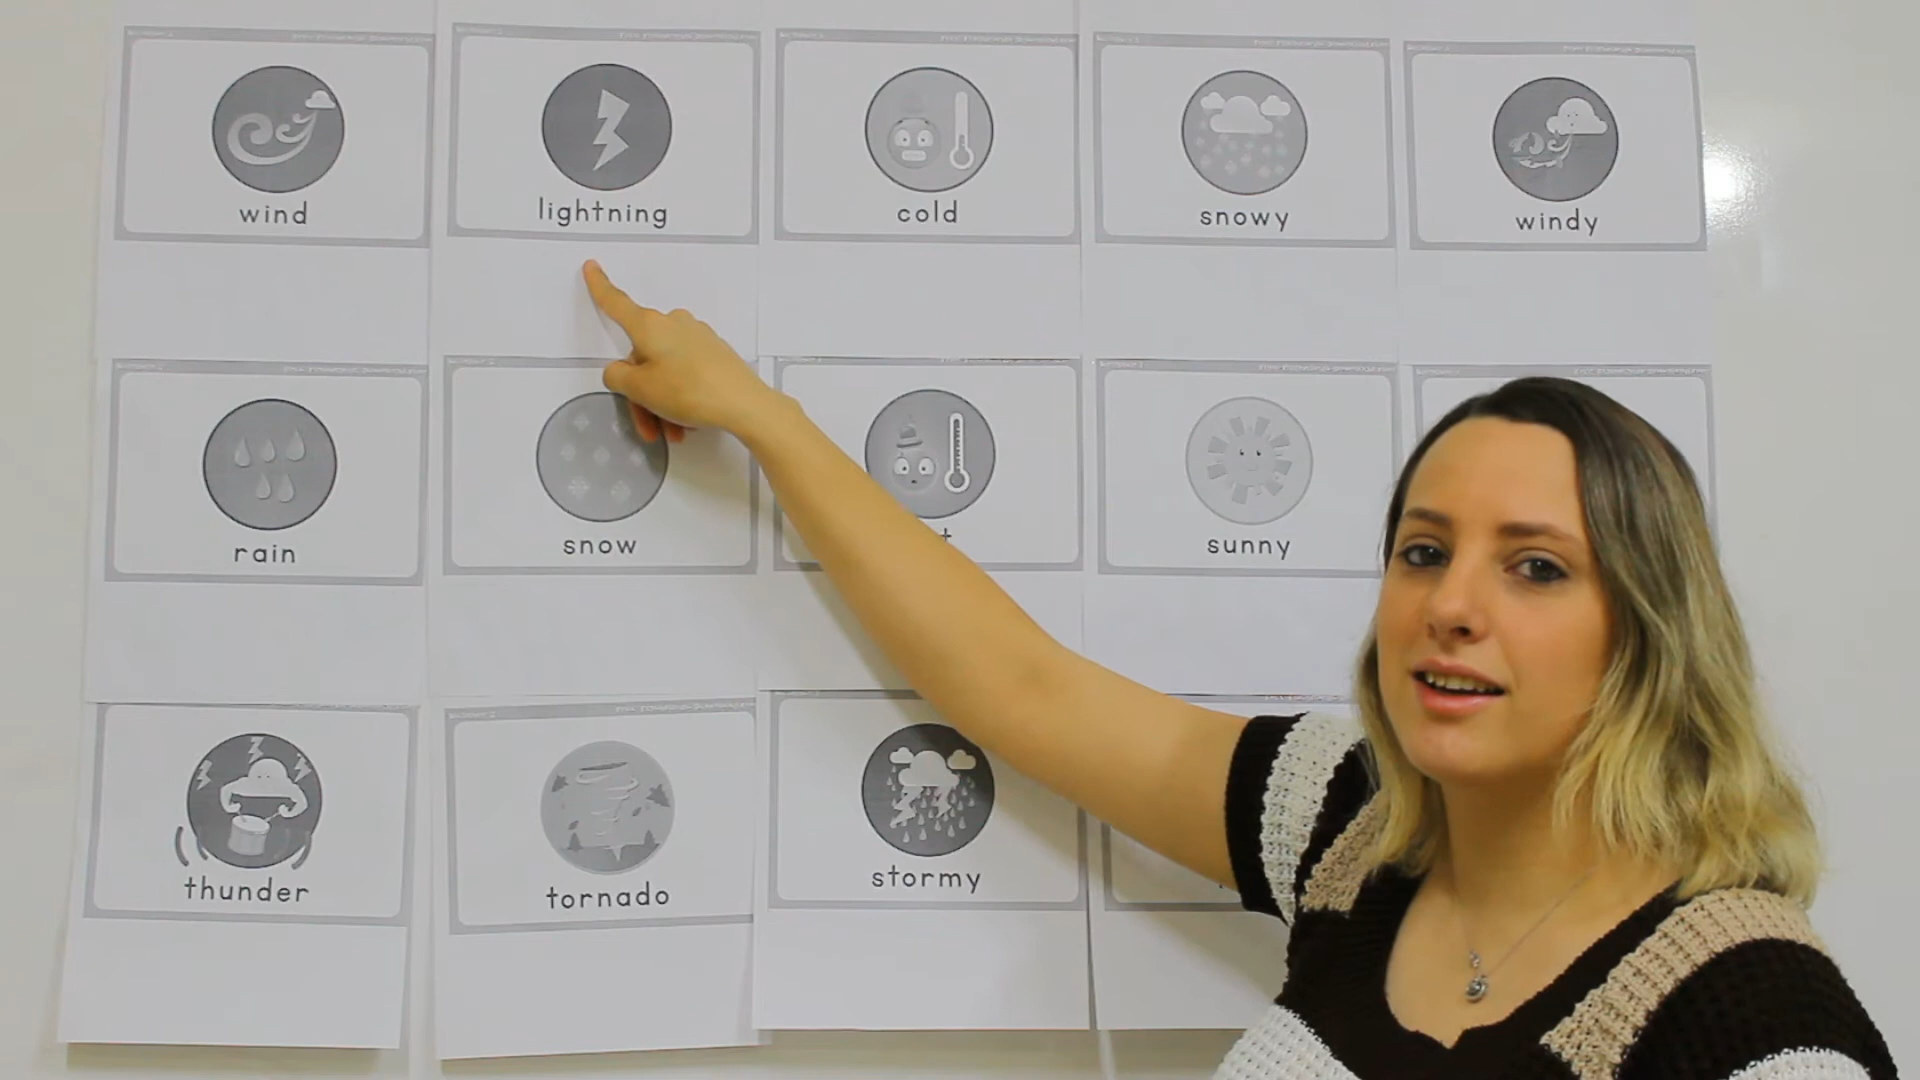 wind
lightning
cold
snowy
windy
rain
snow
sunny
thunder
tornado
stormy